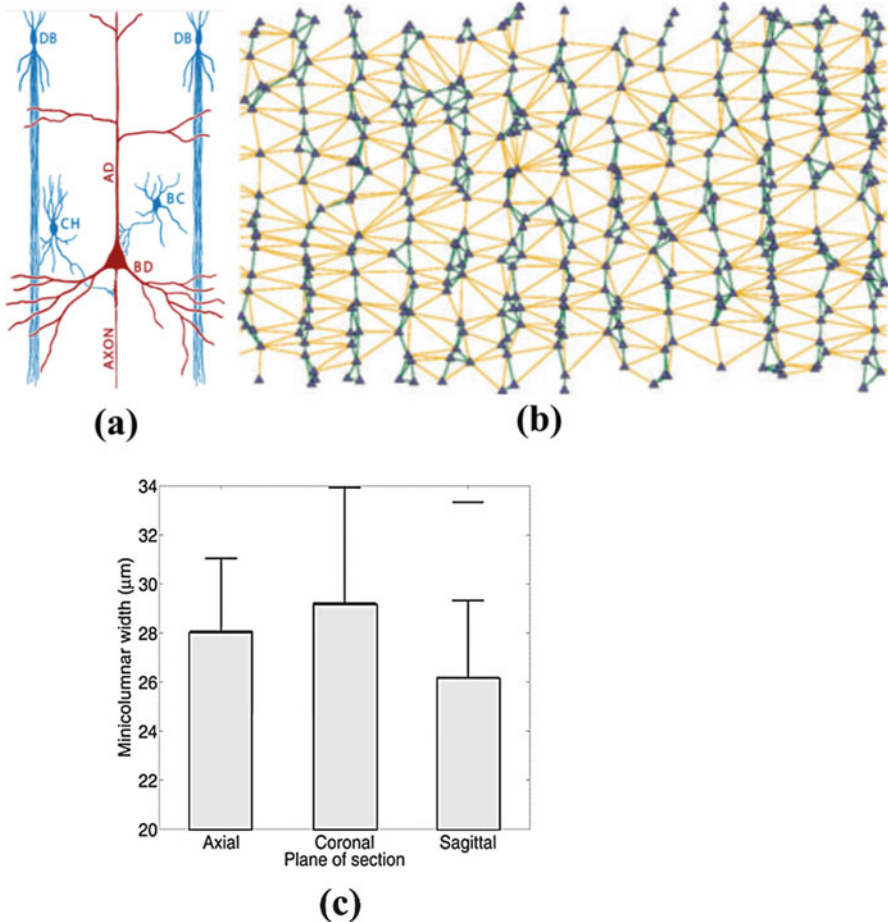 DB
DB
AD
CH
BC
BD
AXON
(a)
(b)
34
32
30
28
26
24
22
20
Minicolumnar width (μm)
Axial
Coronal
Sagittal
Plane of section
(c)